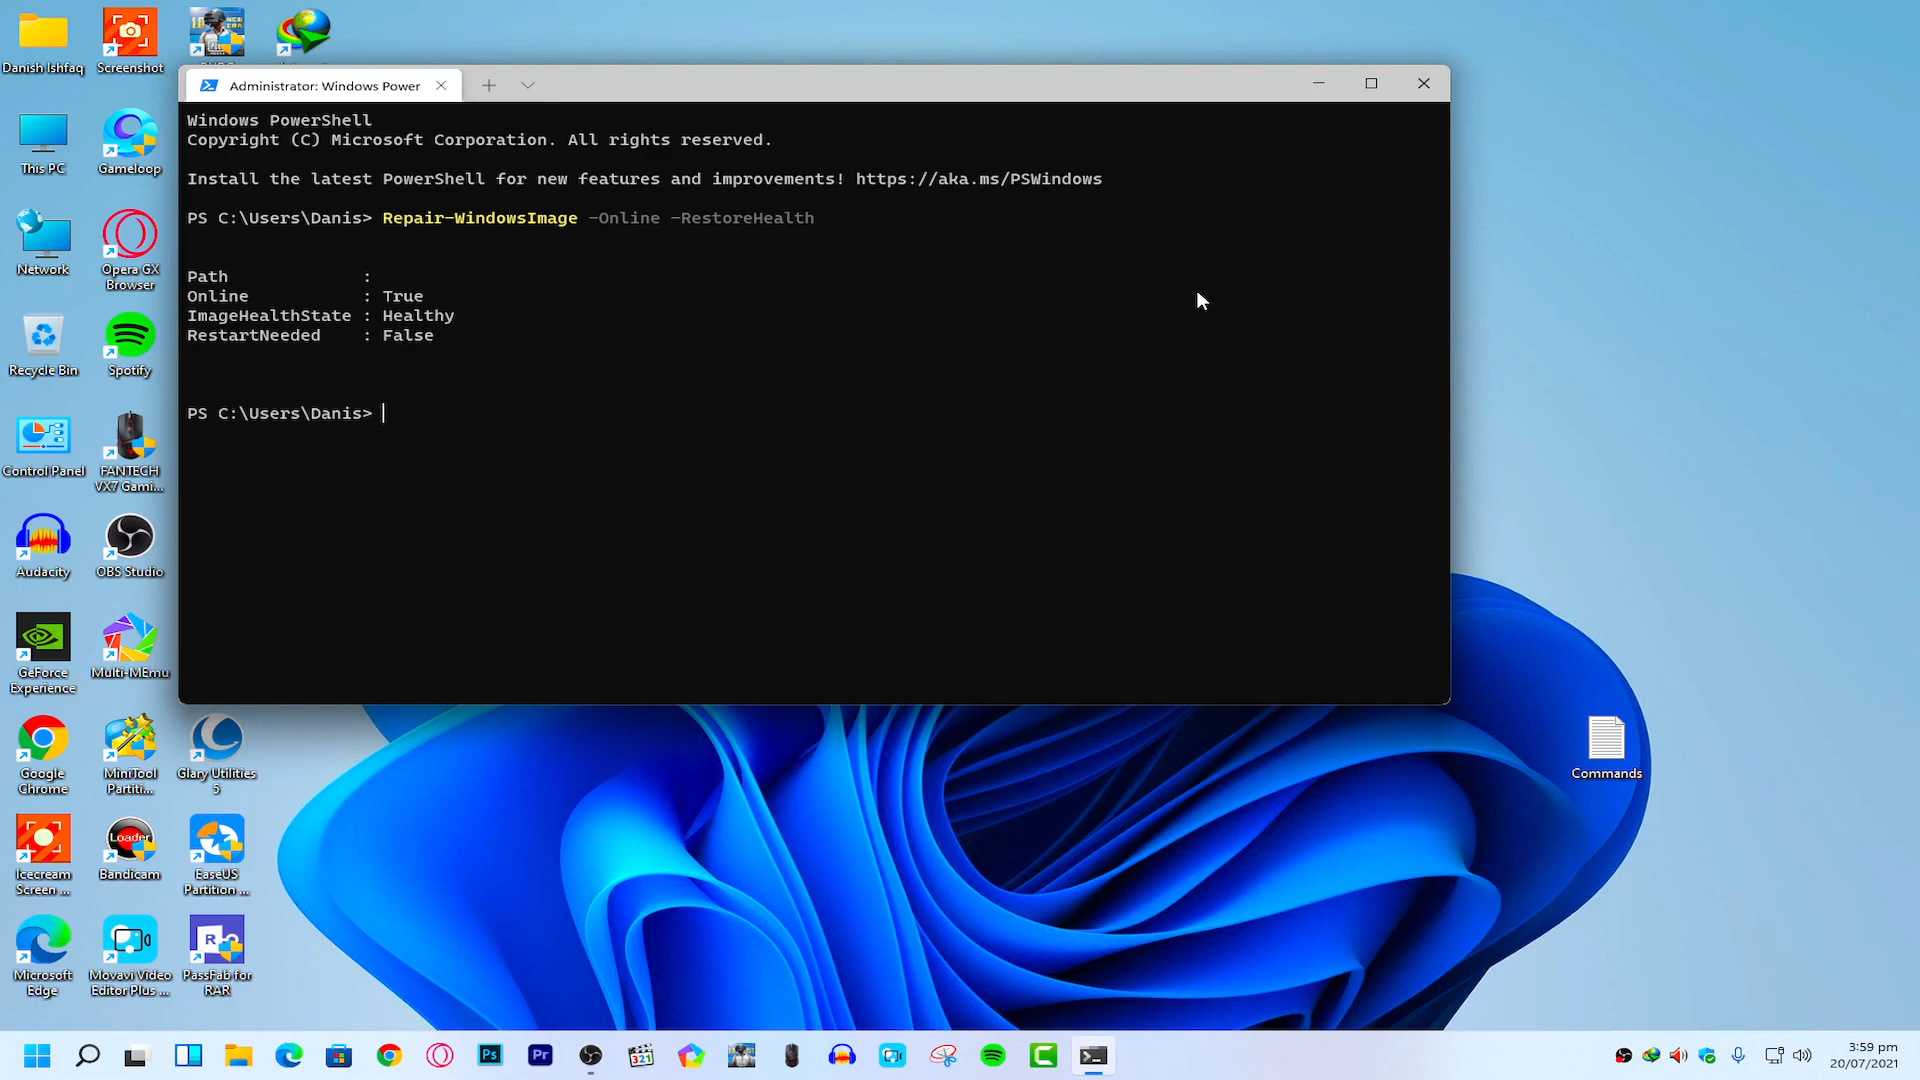 Danish Ishfaq
Screenshot
Administrator: Windows Power
Windows PowerShell
Copyright (C) Microsoft Corporation. All rights reserved.
Install the latest PowerShell for new features and improvements! https://aka.ms/PSWindows
PS C:\Users\Danis> Repair-WindowsImage -Online -RestoreHealth
Path :
Online : True
ImageHealthState : Healthy
RestartNeeded : False
PS C:\Users\Danis>
This PC
Gameloop
Network
Opera GX
Browser
Recycle Bin
Spotify
Control Panel
FANTECH
VX7 Gami...
Audacity
OBS Studio
GeForce
Experience
Multi-MEmu
Google
Chrome
MiniTool
Partiti...
Glary Utilities
5
Icecream
Screen ...
Loader
Bandicam
EaseUS
Partition ...
Microsoft
Edge
Movavi Video
Editor Plus ...
PassFab for
RAR
Commands
Ps
Pr
321
3:59 pm
20/07/2021